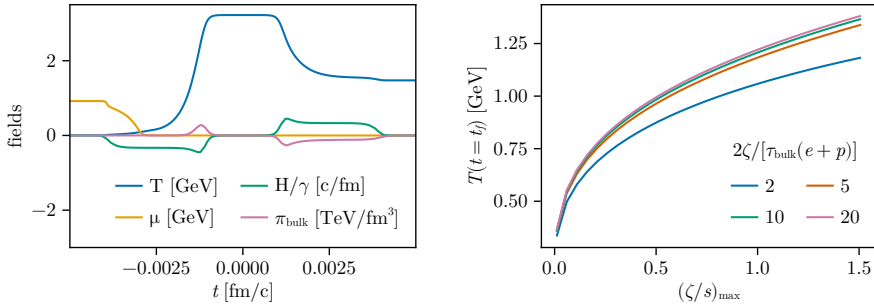 fields
2
0
−2
T [GeV]
H/γ [c/fm]
μ [GeV]
π_bulk [TeV/fm³]
−0.0025
0.0000
0.0025
t [fm/c]
T(t = t_f) [GeV]
1.25
1.00
0.75
0.50
2ζ/[τ_bulk(e + p)]
2
5
10
20
0.0
0.5
1.0
1.5
(ζ/s)_max